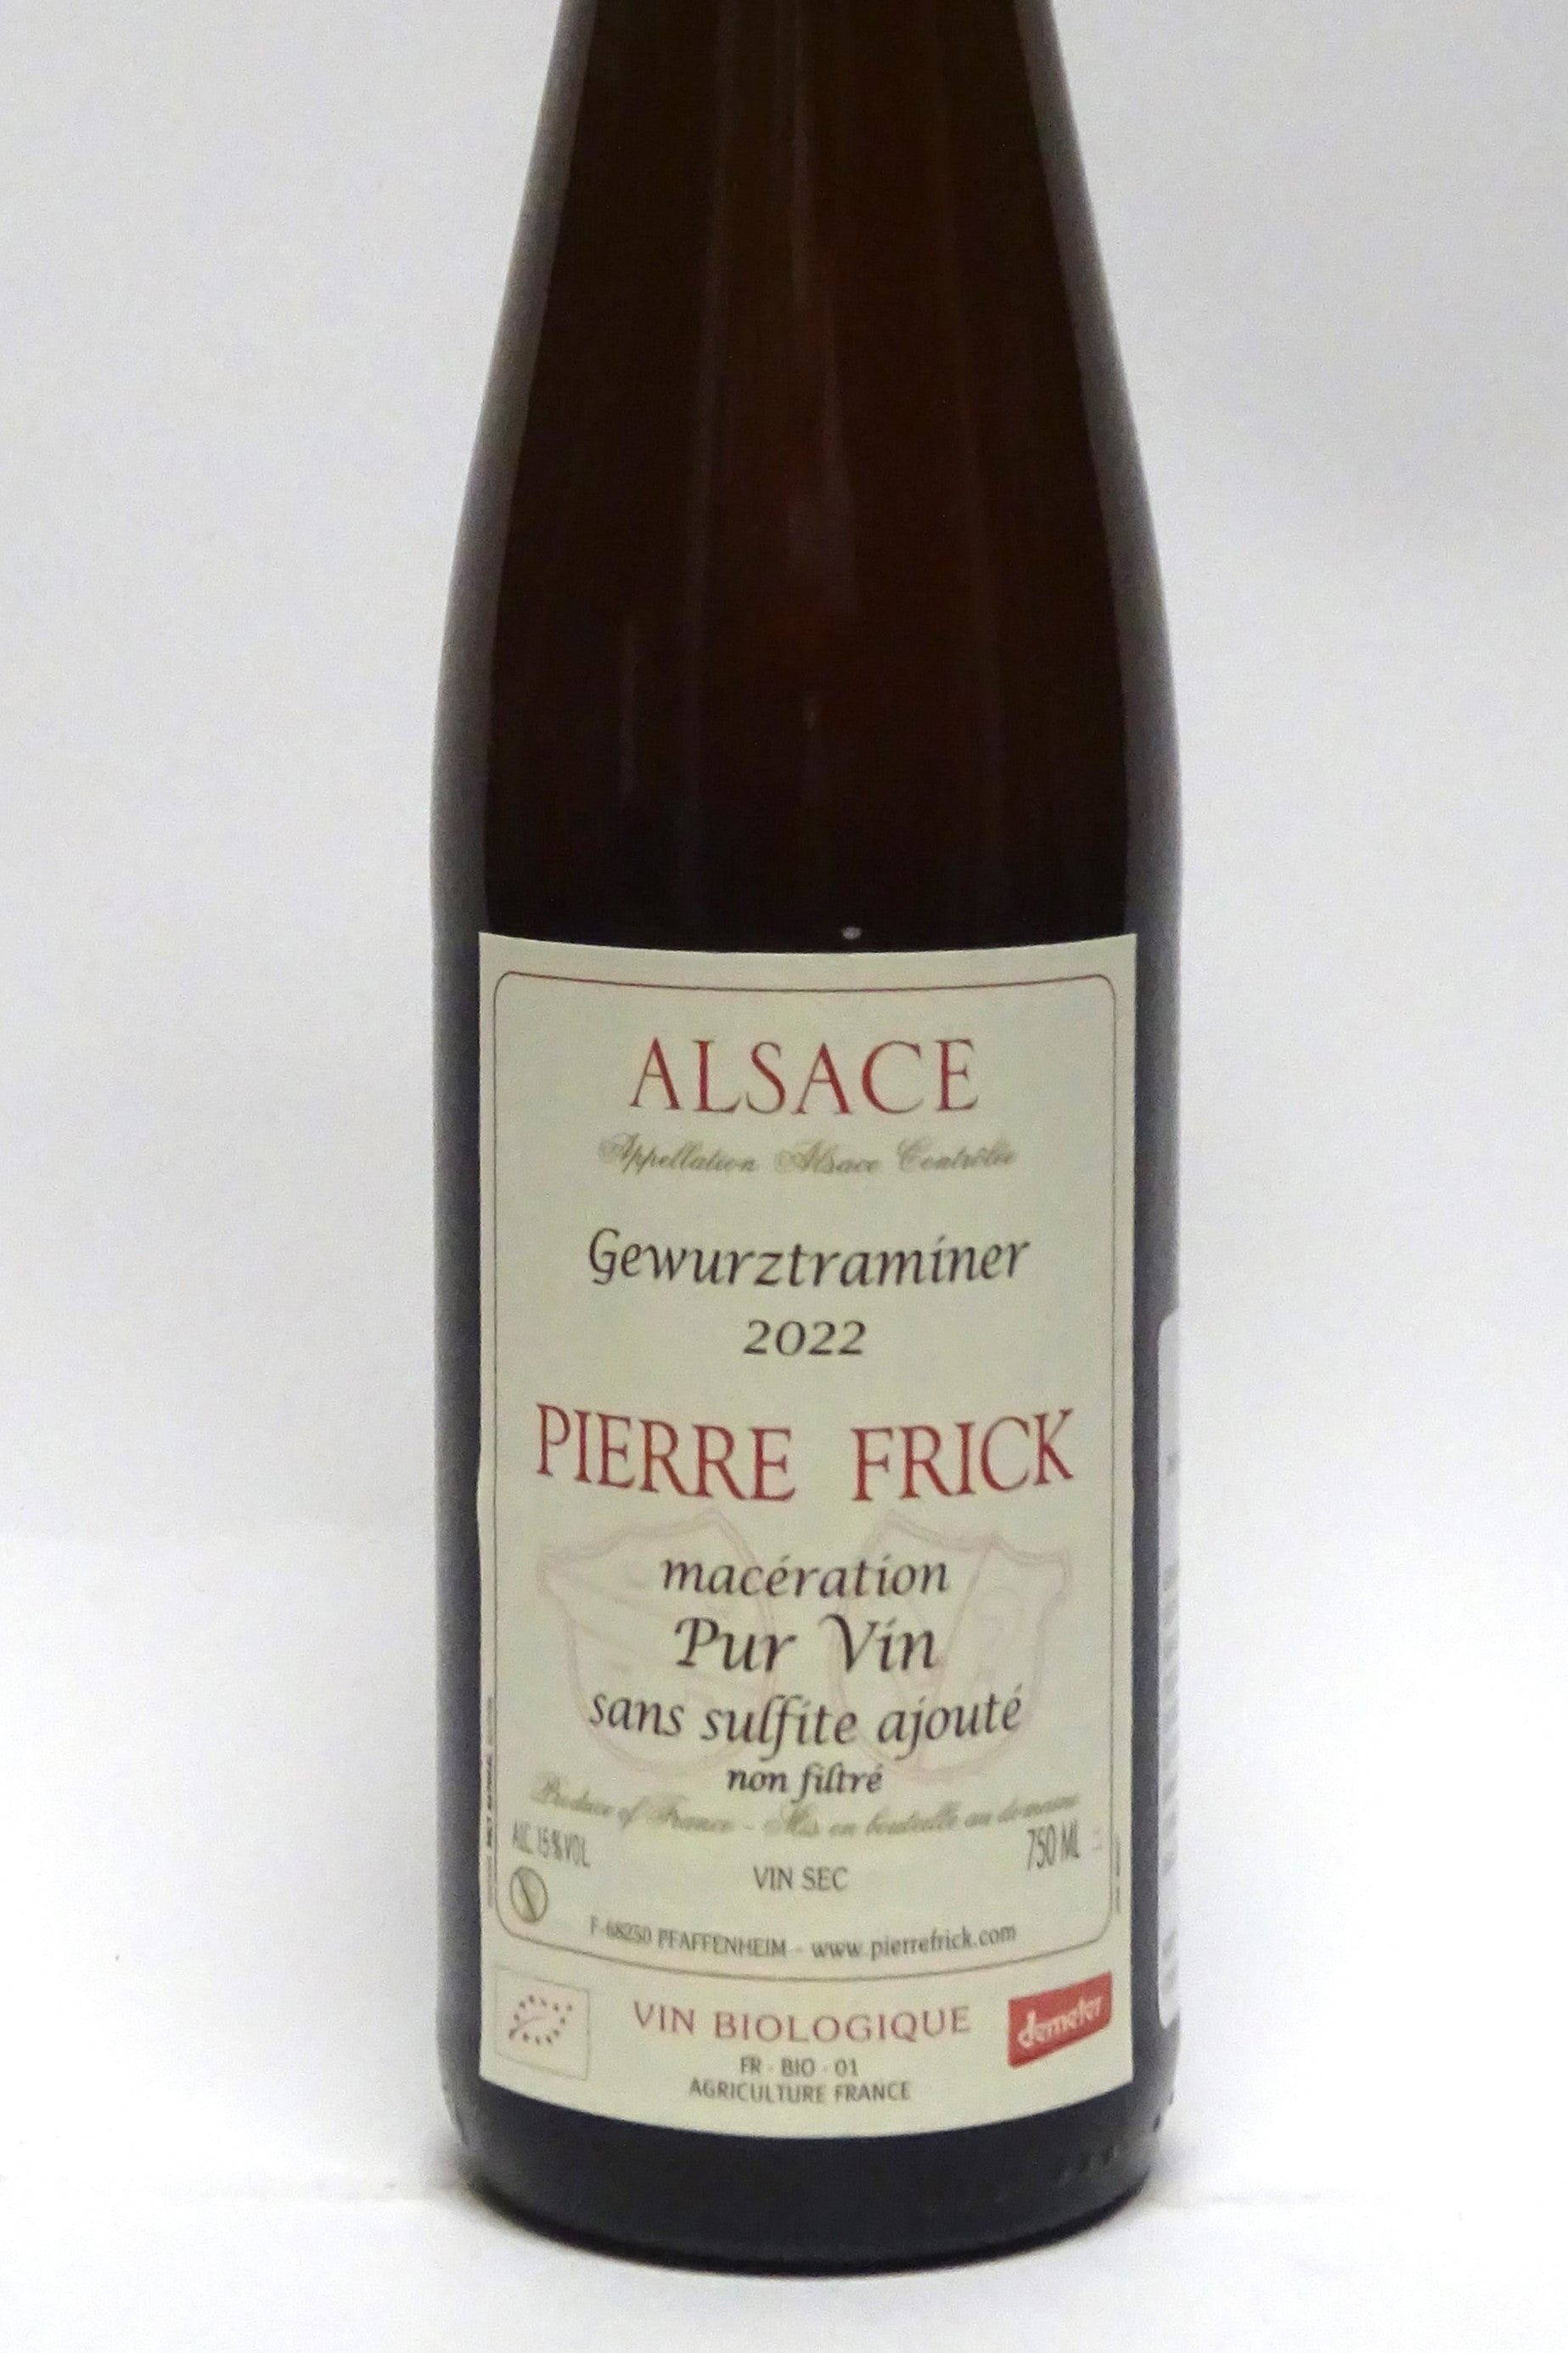 ALSACE
Appellation Alsace Contrôlée
Gewurztraminer
2022
PIERRE FRICK
macération
Pur Vin
sans sulfite ajouté
non filtré
Produce of France - Mis en bouteille au domaine
ALC 15 % VOL
750 ML
VIN SEC
F-68250 PFAFFENHEIM - www.pierrefrick.com
VIN BIOLOGIQUE
demeter
FR - BIO - 01
AGRICULTURE FRANCE